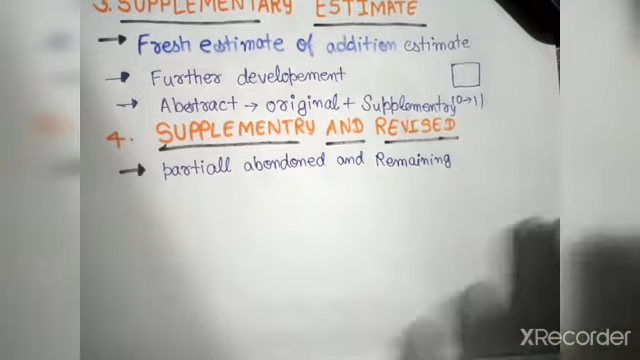 3. SUPPLEMENTARY ESTIMATE
→ Fresh estimate of addition estimate
→ Further developement
→ Abstract → original + Supplementry
4. SUPPLEMENTRY AND REVISED
→ partiall abondoned and Remaining
XRecorder